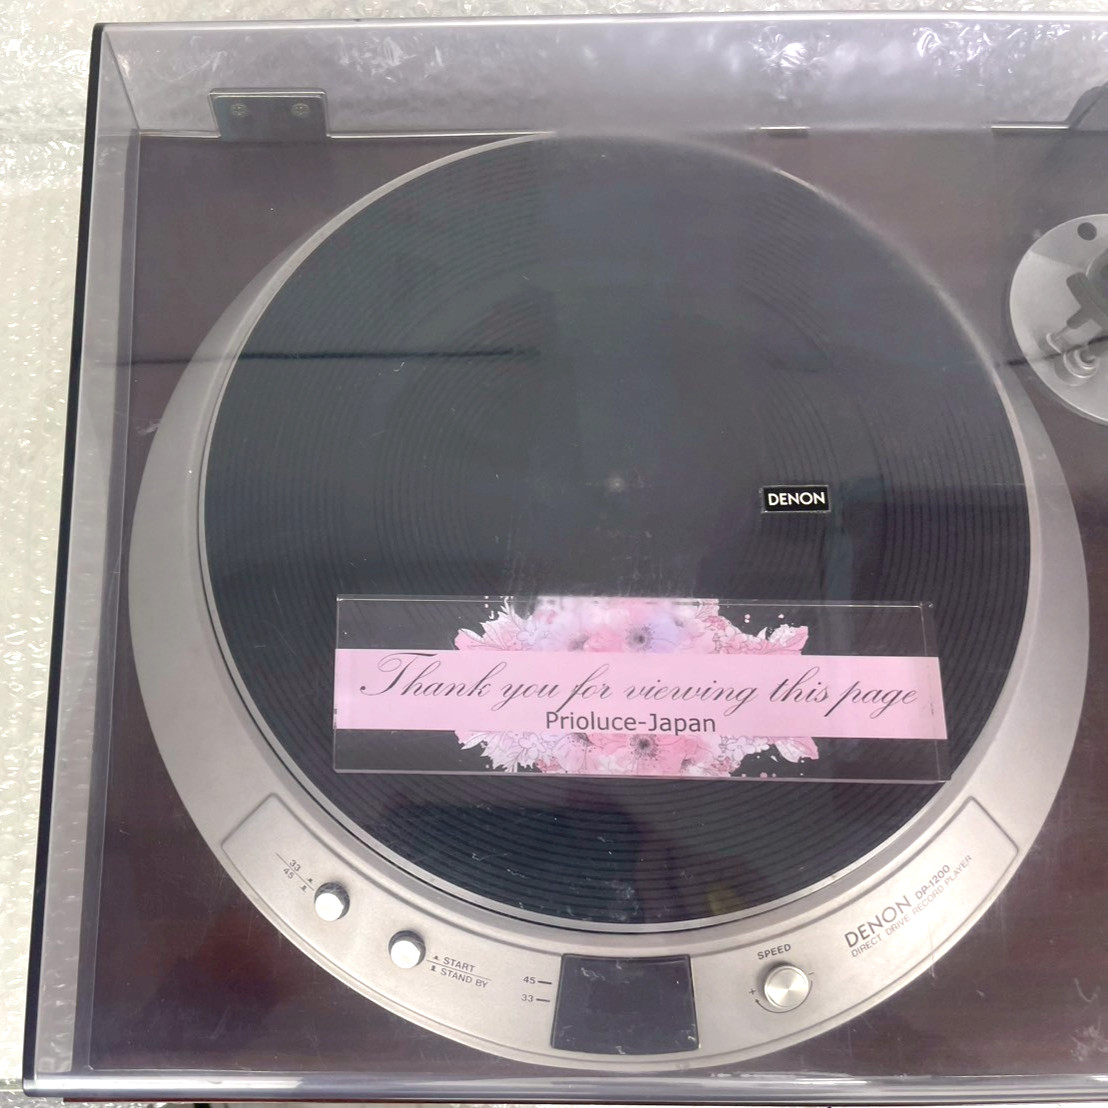 DENON
Thank you for viewing this page
Prioluce-Japan
33
45
START
STAND BY
45
33
SPEED
+
-
DENON DP-1200
DIRECT DRIVE RECORD PLAYER